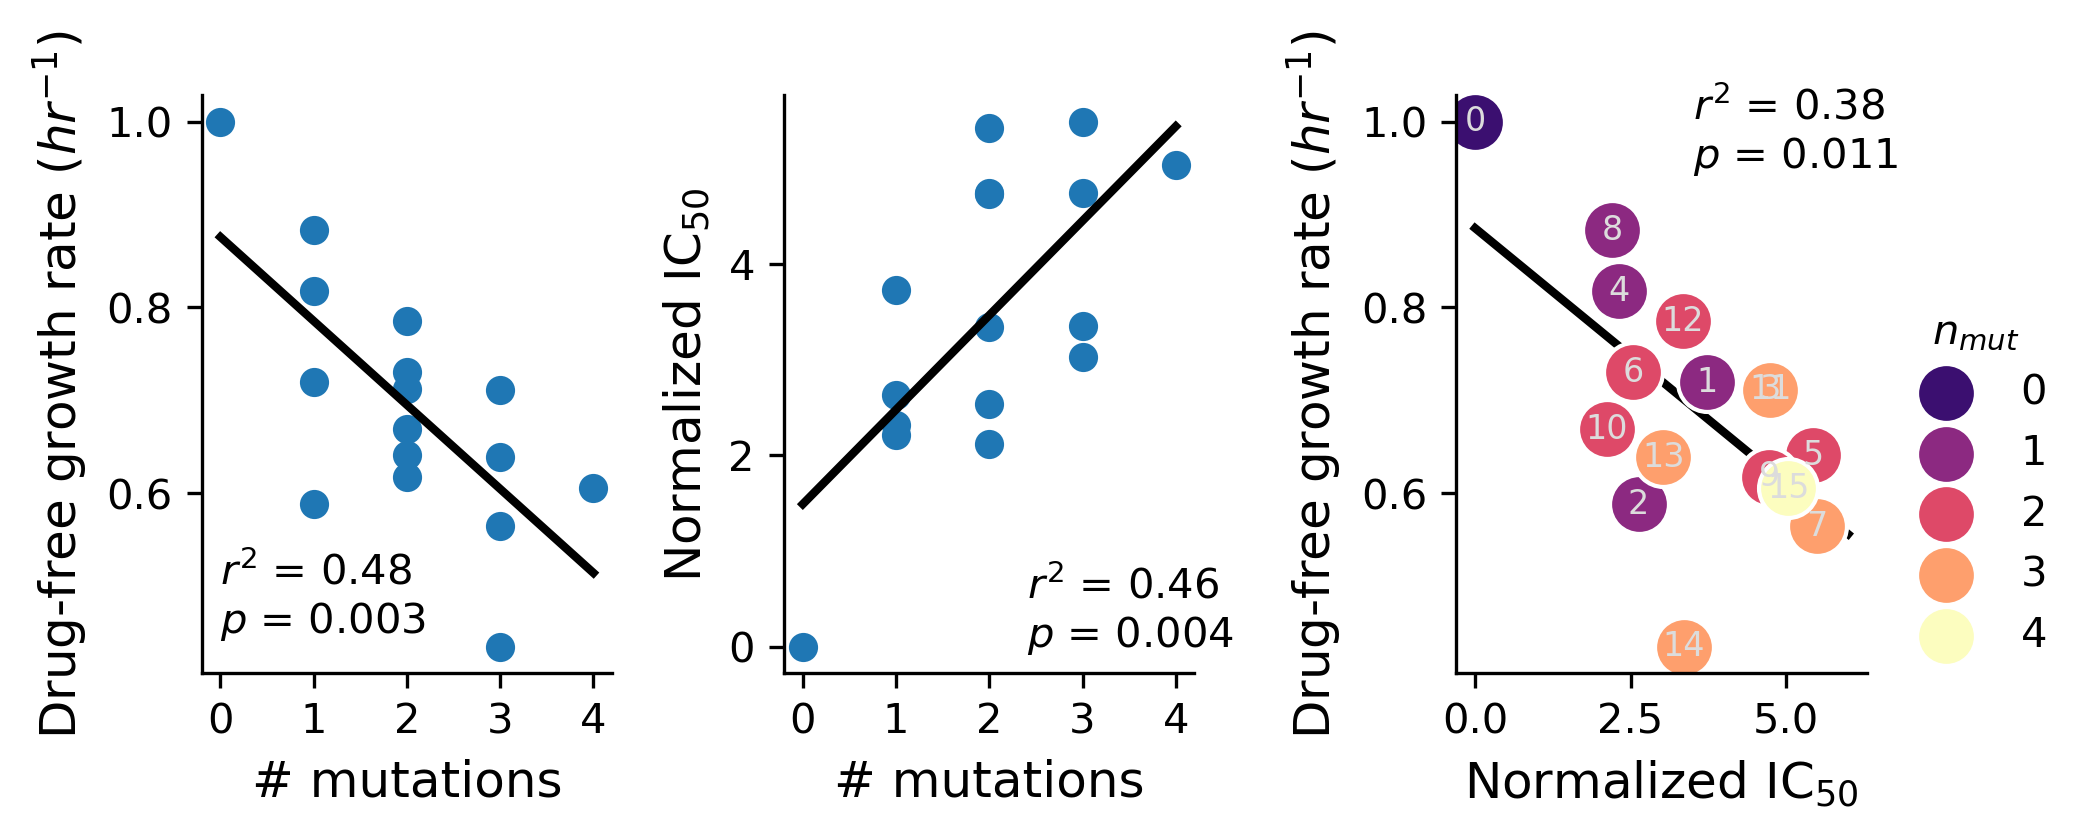 Drug-free growth rate (hr⁻¹)
1.0
0.8
0.6
r² = 0.48
p = 0.003
0 1 2 3 4
# mutations
Normalized IC₅₀
4
2
0
r² = 0.46
p = 0.004
0 1 2 3 4
# mutations
Drug-free growth rate (hr⁻¹)
1.0
0.8
0.6
r² = 0.38
p = 0.011
0
8
4
12
6
1
10
13
5
9
15
2
7
14
0.0 2.5 5.0
Normalized IC₅₀
n_mut
0
1
2
3
4